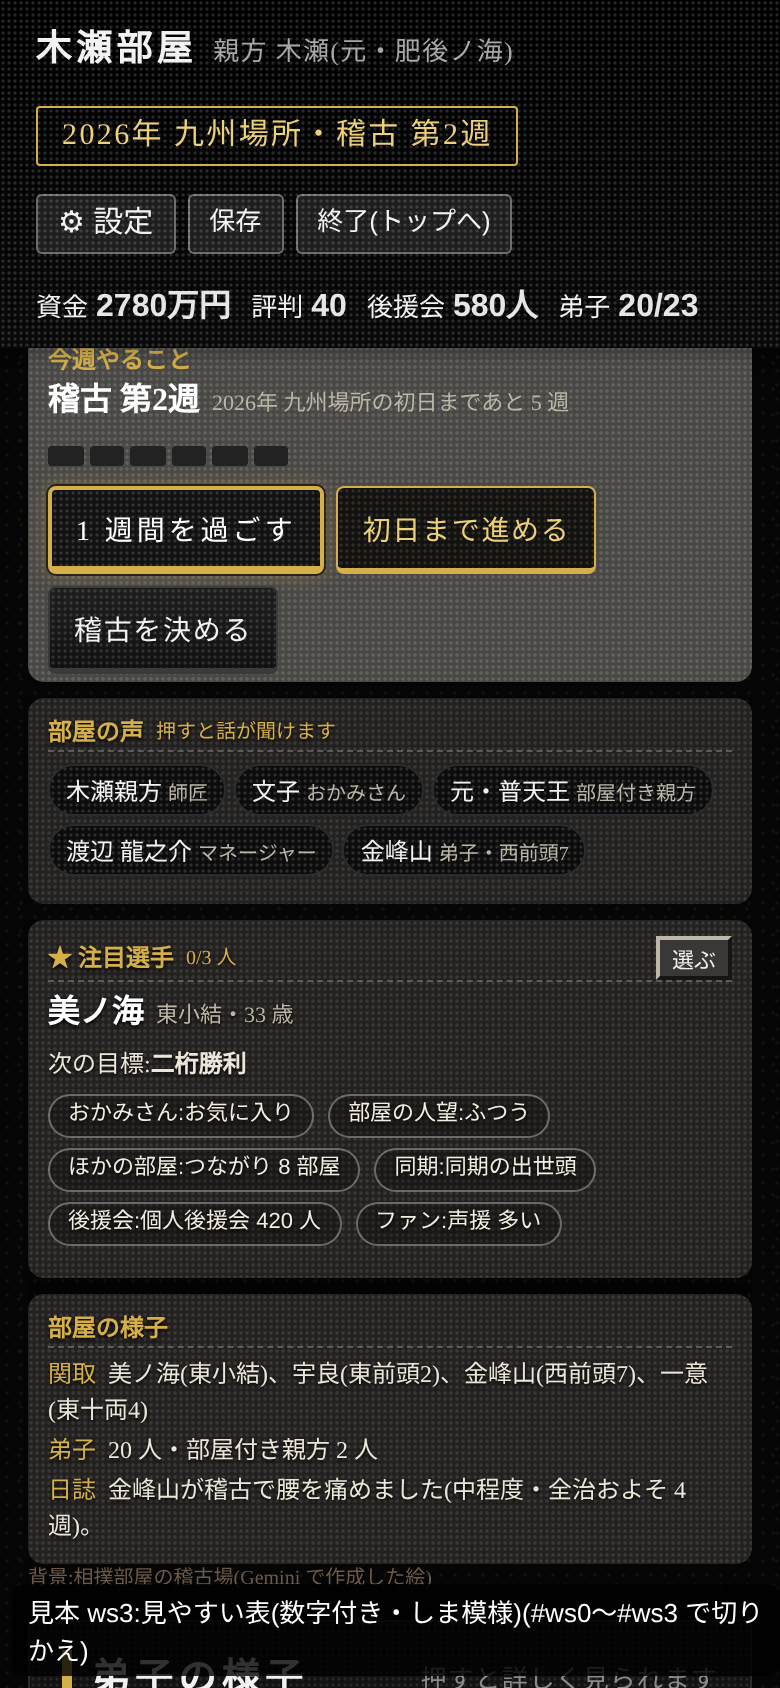 木瀬部屋 親方 木瀬(元・肥後ノ海)
2026年 九州場所・稽古 第2週
⚙ 設定 保存 終了(トップへ)
資金 2780万円 評判 40 後援会 580人 弟子 20/23
今週やること
稽古 第2週 2026年 九州場所の初日まであと 5 週
1 週間を過ごす 初日まで進める
稽古を決める
部屋の声 押すと話が聞けます
木瀬親方 師匠 文子 おかみさん 元・普天王 部屋付き親方
渡辺 龍之介 マネージャー 金峰山 弟子・西前頭7
★ 注目選手 0/3 人 選ぶ
美ノ海 東小結・33 歳
次の目標:二桁勝利
おかみさん:お気に入り 部屋の人望:ふつう
ほかの部屋:つながり 8 部屋 同期:同期の出世頭
後援会:個人後援会 420 人 ファン:声援 多い
部屋の様子
関取 美ノ海(東小結)、宇良(東前頭2)、金峰山(西前頭7)、一意
(東十両4)
弟子 20 人・部屋付き親方 2 人
日誌 金峰山が稽古で腰を痛めました(中程度・全治およそ 4
週)。
背景:相撲部屋の稽古場(Gemini で作成した絵)
見本 ws3:見やすい表(数字付き・しま模様)(#ws0〜#ws3 で切り
かえ)
弟子の様子 押すと詳しく見られます